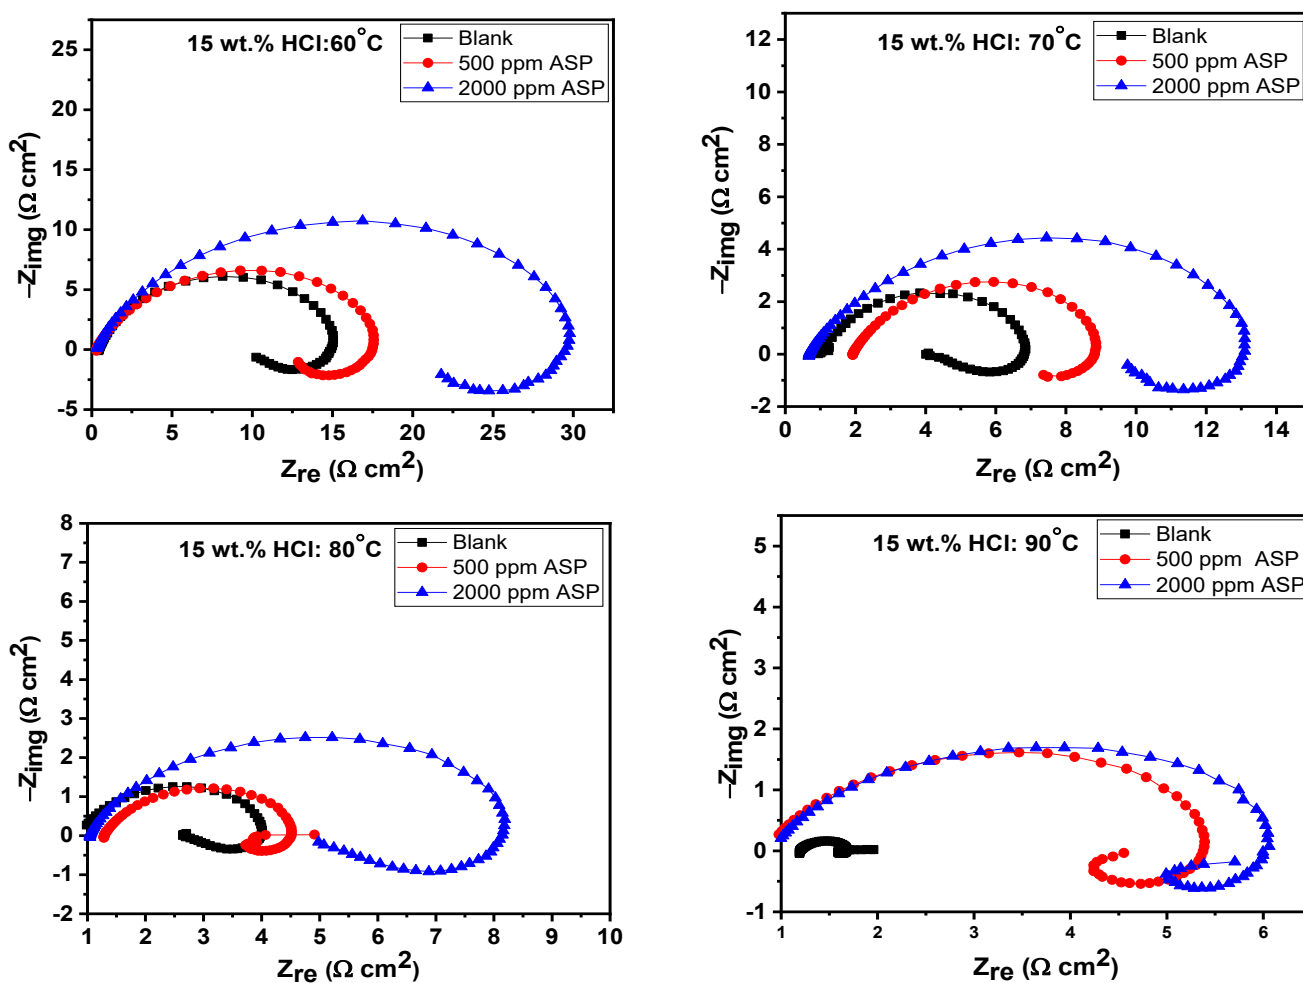 15 wt.% HCl:60°C
Blank
500 ppm ASP
2000 ppm ASP
25
20
15
10
5
0
-5
–Zimg (Ω cm2)
0 5 10 15 20 25 30
Zre (Ω cm2)
15 wt.% HCl: 70°C
Blank
500 ppm ASP
2000 ppm ASP
12
10
8
6
4
2
0
-2
–Zimg (Ω cm2)
0 2 4 6 8 10 12 14
Zre (Ω cm2)
15 wt.% HCl: 80°C
Blank
500 ppm ASP
2000 ppm ASP
8
7
6
5
4
3
2
1
0
-1
-2
–Zimg (Ω cm2)
1 2 3 4 5 6 7 8 9 10
Zre (Ω cm2)
15 wt.% HCl: 90°C
Blank
500 ppm ASP
2000 ppm ASP
5
4
3
2
1
0
-1
–Zimg (Ω cm2)
1 2 3 4 5 6
Zre (Ω cm2)